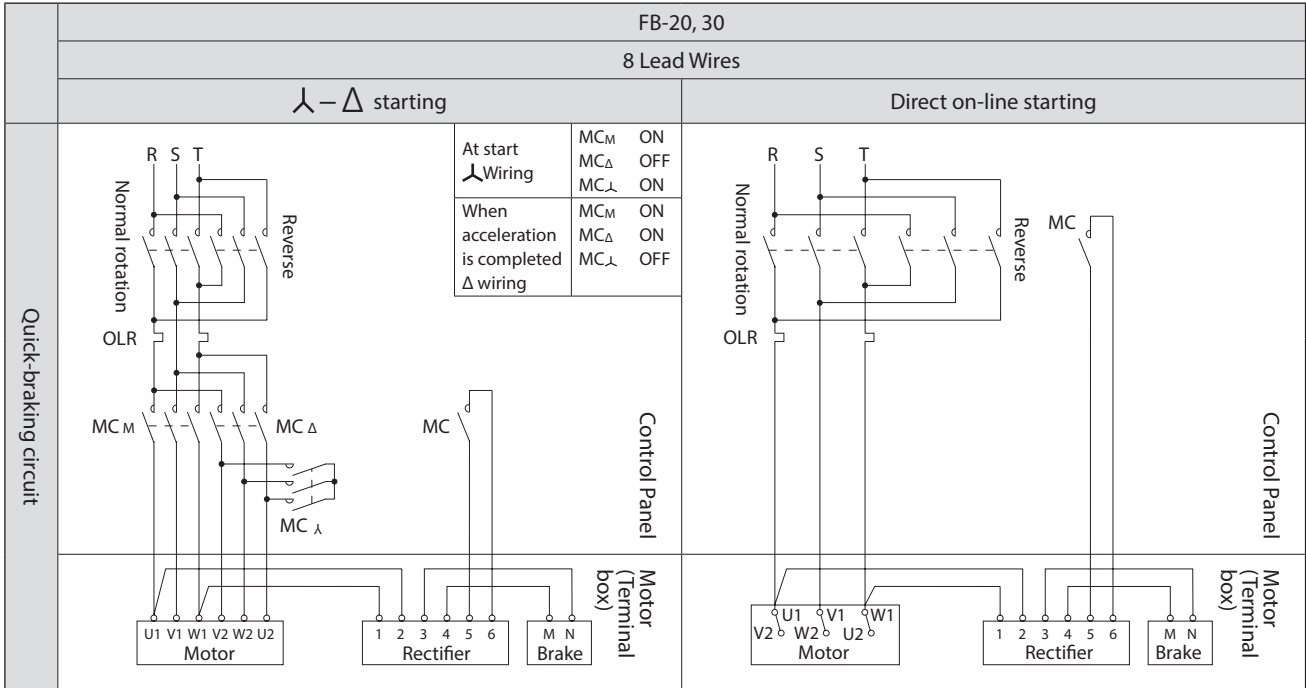 FB-20, 30
8 Lead Wires
⅄ – Δ starting
Direct on-line starting
Quick-braking circuit
R S T
Normal rotation
Reverse
OLR
MC M
MC Δ
MC ⅄
MC
At start
⅄ Wiring
MCM ON
MCΔ OFF
MC⅄ ON
When
acceleration
is completed
Δ wiring
MCM ON
MCΔ ON
MC⅄ OFF
Control Panel
Motor
(Terminal
box)
U1 V1 W1 V2 W2 U2
Motor
1 2 3 4 5 6
Rectifier
M N
Brake
R S T
Normal rotation
Reverse
OLR
MC
Control Panel
Motor
(Terminal
box)
U1 V1 W1
V2 W2 U2
Motor
1 2 3 4 5 6
Rectifier
M N
Brake